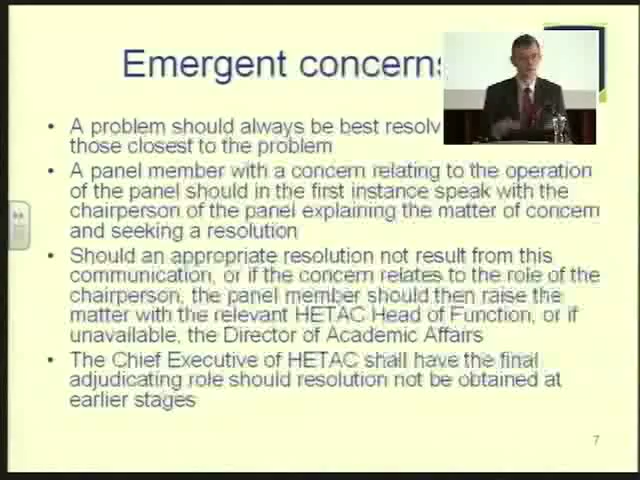 Emergent concerns
• A problem should always be best resolv
those closest to the problem
• A panel member with a concern relating to the operation
of the panel should in the first instance speak with the
chairperson of the panel explaining the matter of concern
and seeking a resolution
• Should an appropriate resolution not result from this
communication, or if the concern relates to the role of the
chairperson, the panel member should then raise the
matter with the relevant HETAC Head of Function, or if
unavailable, the Director of Academic Affairs
• The Chief Executive of HETAC shall have the final
adjudicating role should resolution not be obtained at
earlier stages
7